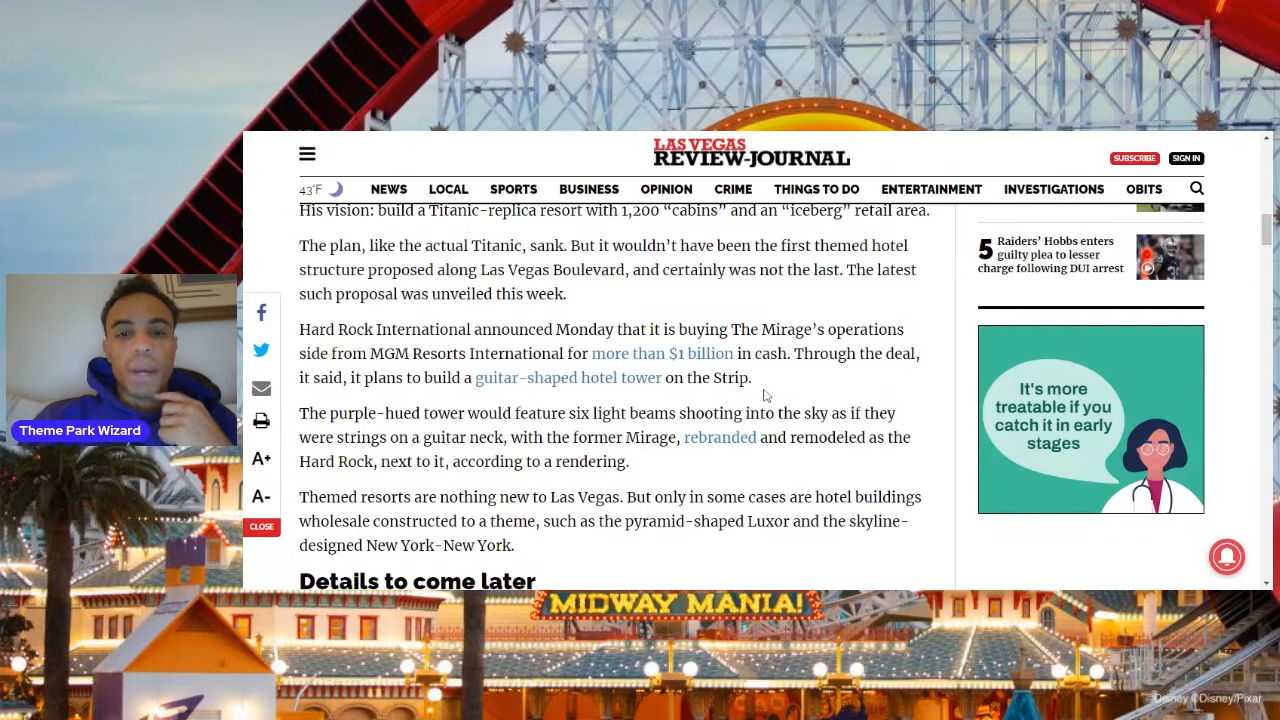 LAS VEGAS
REVIEW-JOURNAL
SUBSCRIBE
SIGN IN
43°F
NEWS
LOCAL
SPORTS
BUSINESS
OPINION
CRIME
THINGS TO DO
ENTERTAINMENT
INVESTIGATIONS
OBITS
His vision: build a Titanic-replica resort with 1,200 “cabins” and an “iceberg” retail area.
The plan, like the actual Titanic, sank. But it wouldn’t have been the first themed hotel
structure proposed along Las Vegas Boulevard, and certainly was not the last. The latest
such proposal was unveiled this week.
Hard Rock International announced Monday that it is buying The Mirage’s operations
side from MGM Resorts International for more than $1 billion in cash. Through the deal,
it said, it plans to build a guitar-shaped hotel tower on the Strip.
The purple-hued tower would feature six light beams shooting into the sky as if they
were strings on a guitar neck, with the former Mirage, rebranded and remodeled as the
Hard Rock, next to it, according to a rendering.
Themed resorts are nothing new to Las Vegas. But only in some cases are hotel buildings
wholesale constructed to a theme, such as the pyramid-shaped Luxor and the skyline-
designed New York-New York.
Details to come later
A+
A-
CLOSE
5
Raiders’ Hobbs enters
guilty plea to lesser
charge following DUI arrest
It's more
treatable if you
catch it in early
stages
Theme Park Wizard
MIDWAY MANIA!
©Disney ©Disney/Pixar